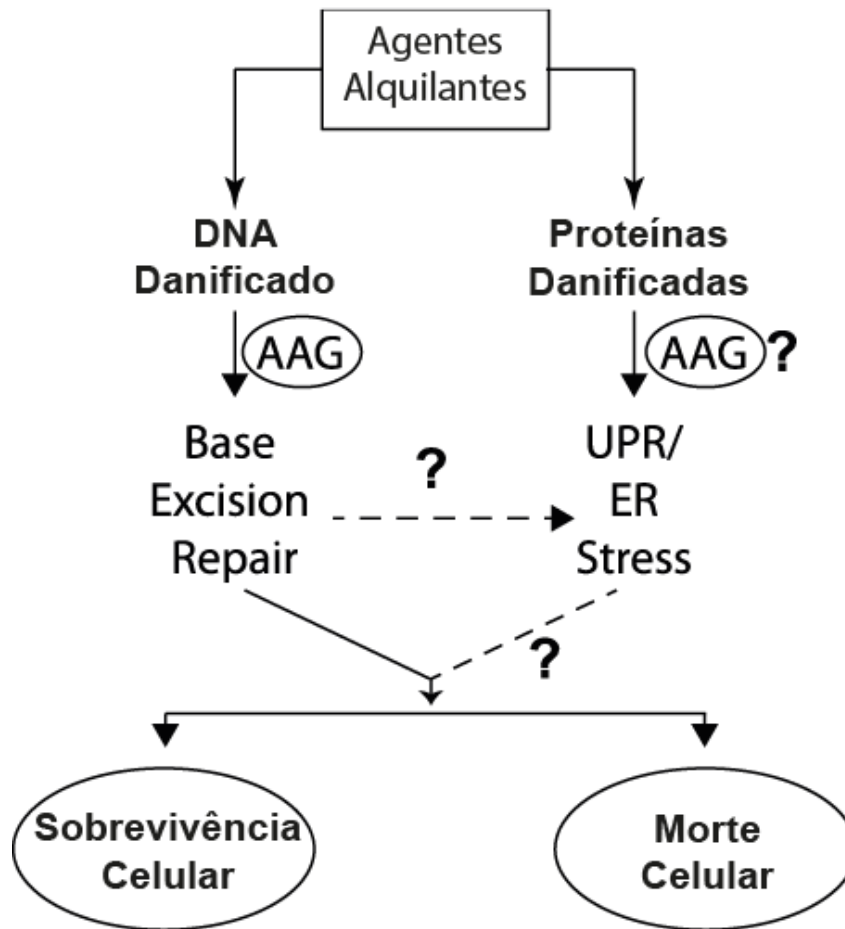 Agentes
Alquilantes
DNA
Danificado
Proteínas
Danificadas
AAG
AAG ?
Base
Excision
Repair
?
UPR/
ER
Stress
?
Sobrevivência
Celular
Morte
Celular